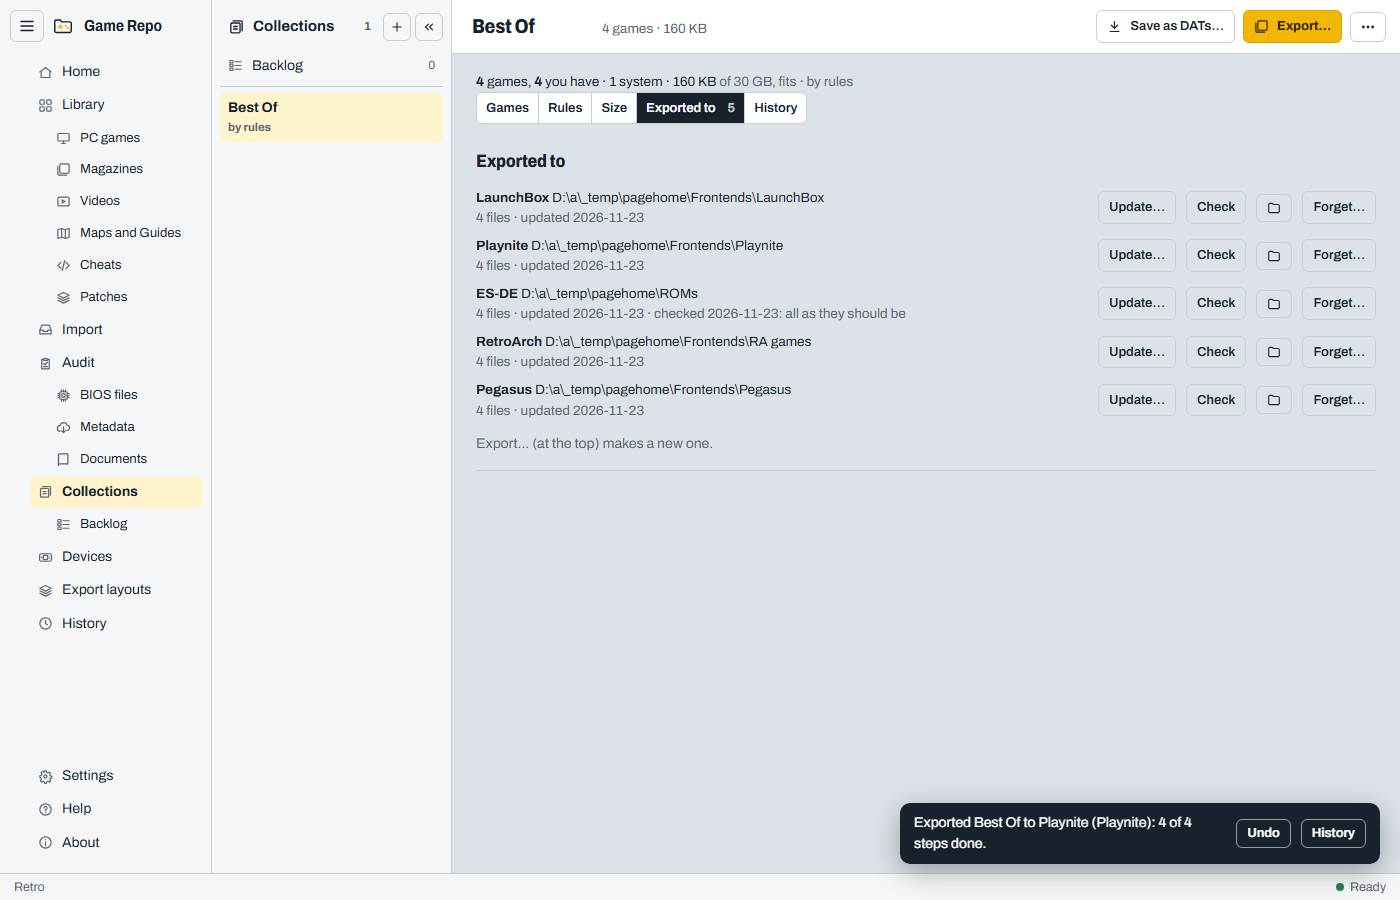 Game Repo
Home
Library
PC games
Magazines
Videos
Maps and Guides
Cheats
Patches
Import
Audit
BIOS files
Metadata
Documents
Collections
Backlog
Devices
Export layouts
History
Settings
Help
About
Collections 1
Backlog 0
Best Of
by rules
Best Of 4 games · 160 KB Save as DATs... Export...
4 games, 4 you have · 1 system · 160 KB of 30 GB, fits · by rules
Games Rules Size Exported to 5 History
Exported to
LaunchBox D:\a\_temp\pagehome\Frontends\LaunchBox
4 files · updated 2026-11-23
Update... Check Forget...
Playnite D:\a\_temp\pagehome\Frontends\Playnite
4 files · updated 2026-11-23
Update... Check Forget...
ES-DE D:\a\_temp\pagehome\ROMs
4 files · updated 2026-11-23 · checked 2026-11-23: all as they should be
Update... Check Forget...
RetroArch D:\a\_temp\pagehome\Frontends\RA games
4 files · updated 2026-11-23
Update... Check Forget...
Pegasus D:\a\_temp\pagehome\Frontends\Pegasus
4 files · updated 2026-11-23
Update... Check Forget...
Export... (at the top) makes a new one.
Exported Best Of to Playnite (Playnite): 4 of 4
steps done.
Undo History
Retro
Ready